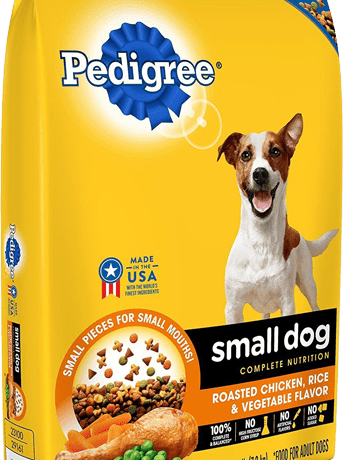 Pedigree®
MADE
IN THE
USA
WITH THE WORLD'S
FINEST INGREDIENTS
SMALL PIECES FOR SMALL MOUTHS!
small dog
COMPLETE NUTRITION
ROASTED CHICKEN, RICE
& VEGETABLE FLAVOR
100%
COMPLETE
& BALANCED*
NO
HIGH FRUCTOSE
CORN SYRUP
NO
ARTIFICIAL
FLAVORS
NO
ADDED
SUGAR
*FOOD FOR ADULT DOGS
Pedigree
small dog